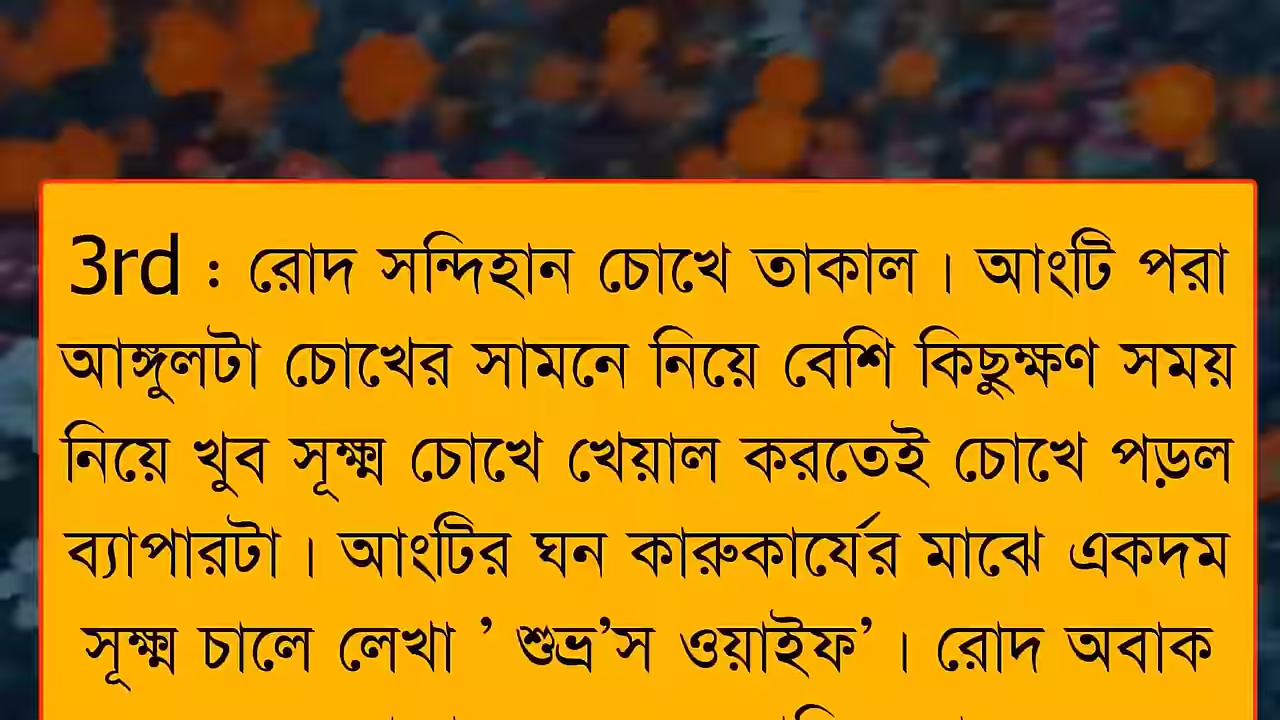 3rd : রোদ সন্দিহান চোখে তাকাল । আংটি পরা
আঙ্গুলটা চোখের সামনে নিয়ে বেশি কিছুক্ষণ সময়
নিয়ে খুব সূক্ষ্ম চোখে খেয়াল করতেই চোখে পড়ল
ব্যাপারটা । আংটির ঘন কারুকার্যের মাঝে একদম
সূক্ষ্ম চালে লেখা ’ শুভ্র’স ওয়াইফ’ । রোদ অবাক